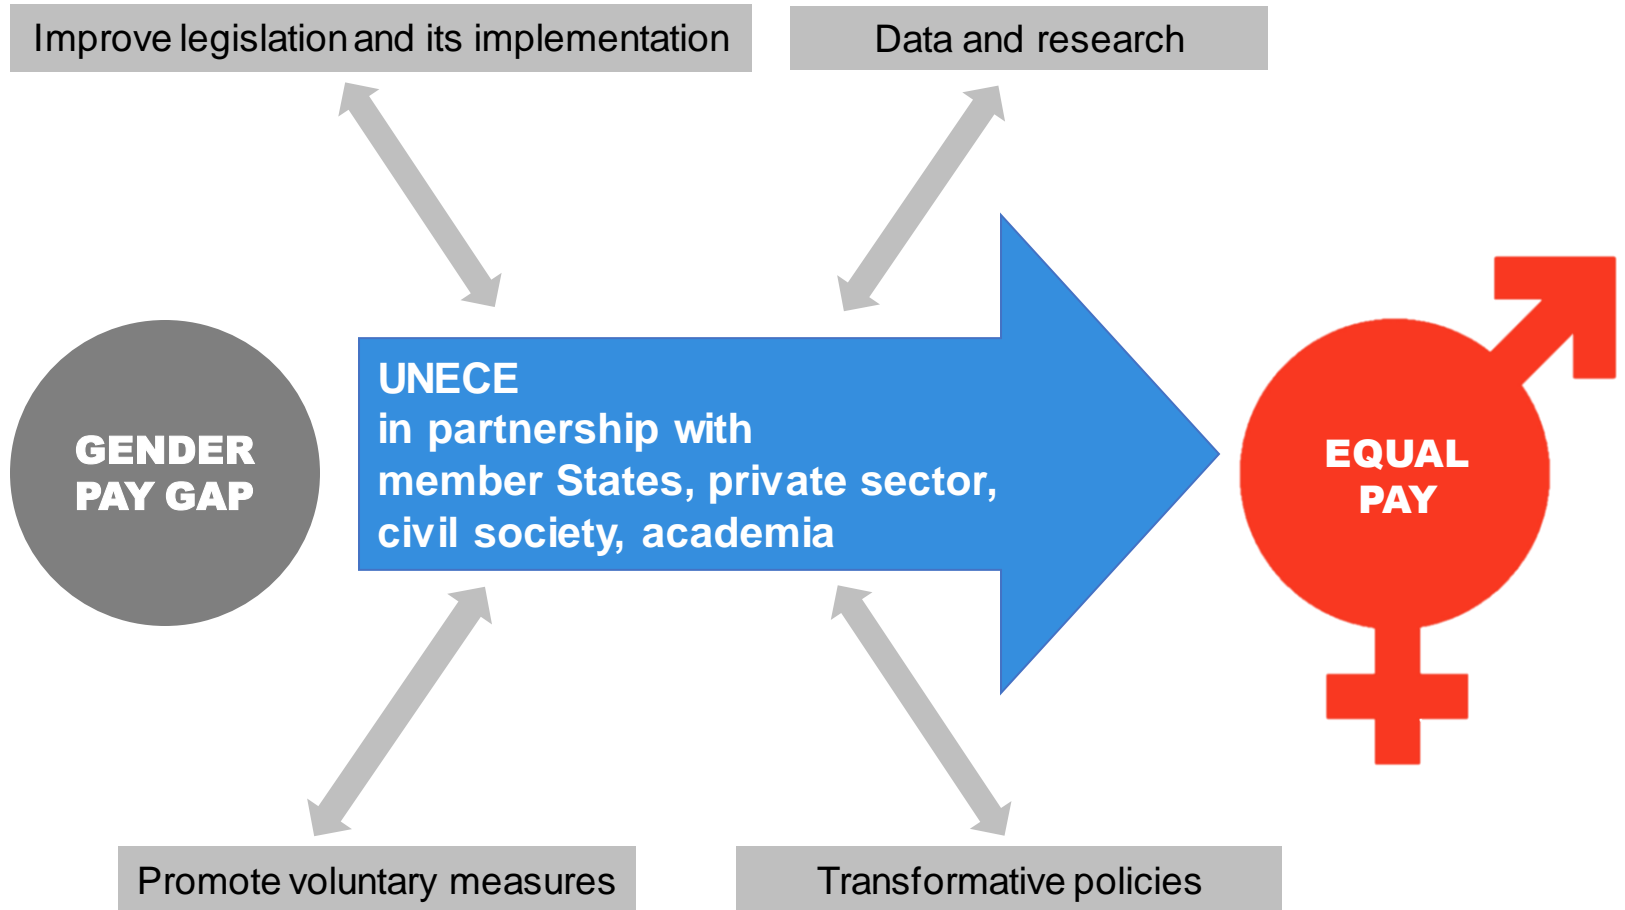 Improve legislation and its implementation
Data and research
GENDER
PAY GAP
UNECE
in partnership with
member States, private sector,
civil society, academia
EQUAL
PAY
Promote voluntary measures
Transformative policies